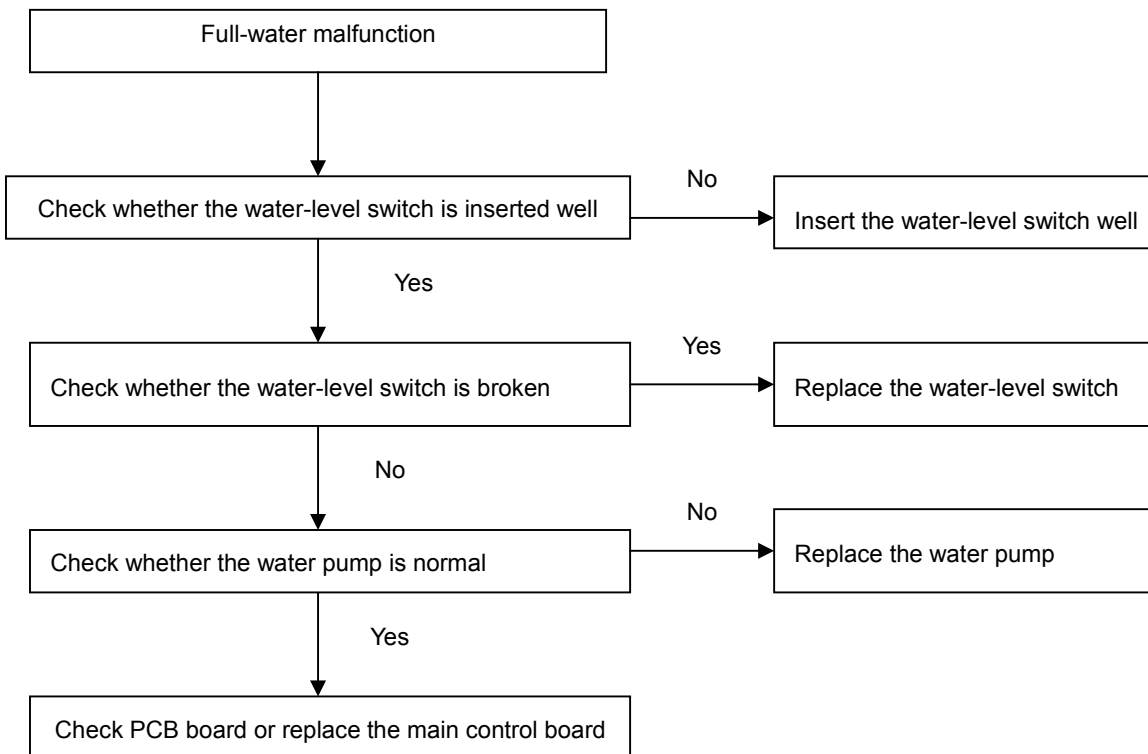 Full-water malfunction
No
Check whether the water-level switch is inserted well
Insert the water-level switch well
Yes
Yes
Check whether the water-level switch is broken
Replace the water-level switch
No
No
Check whether the water pump is normal
Replace the water pump
Yes
Check PCB board or replace the main control board